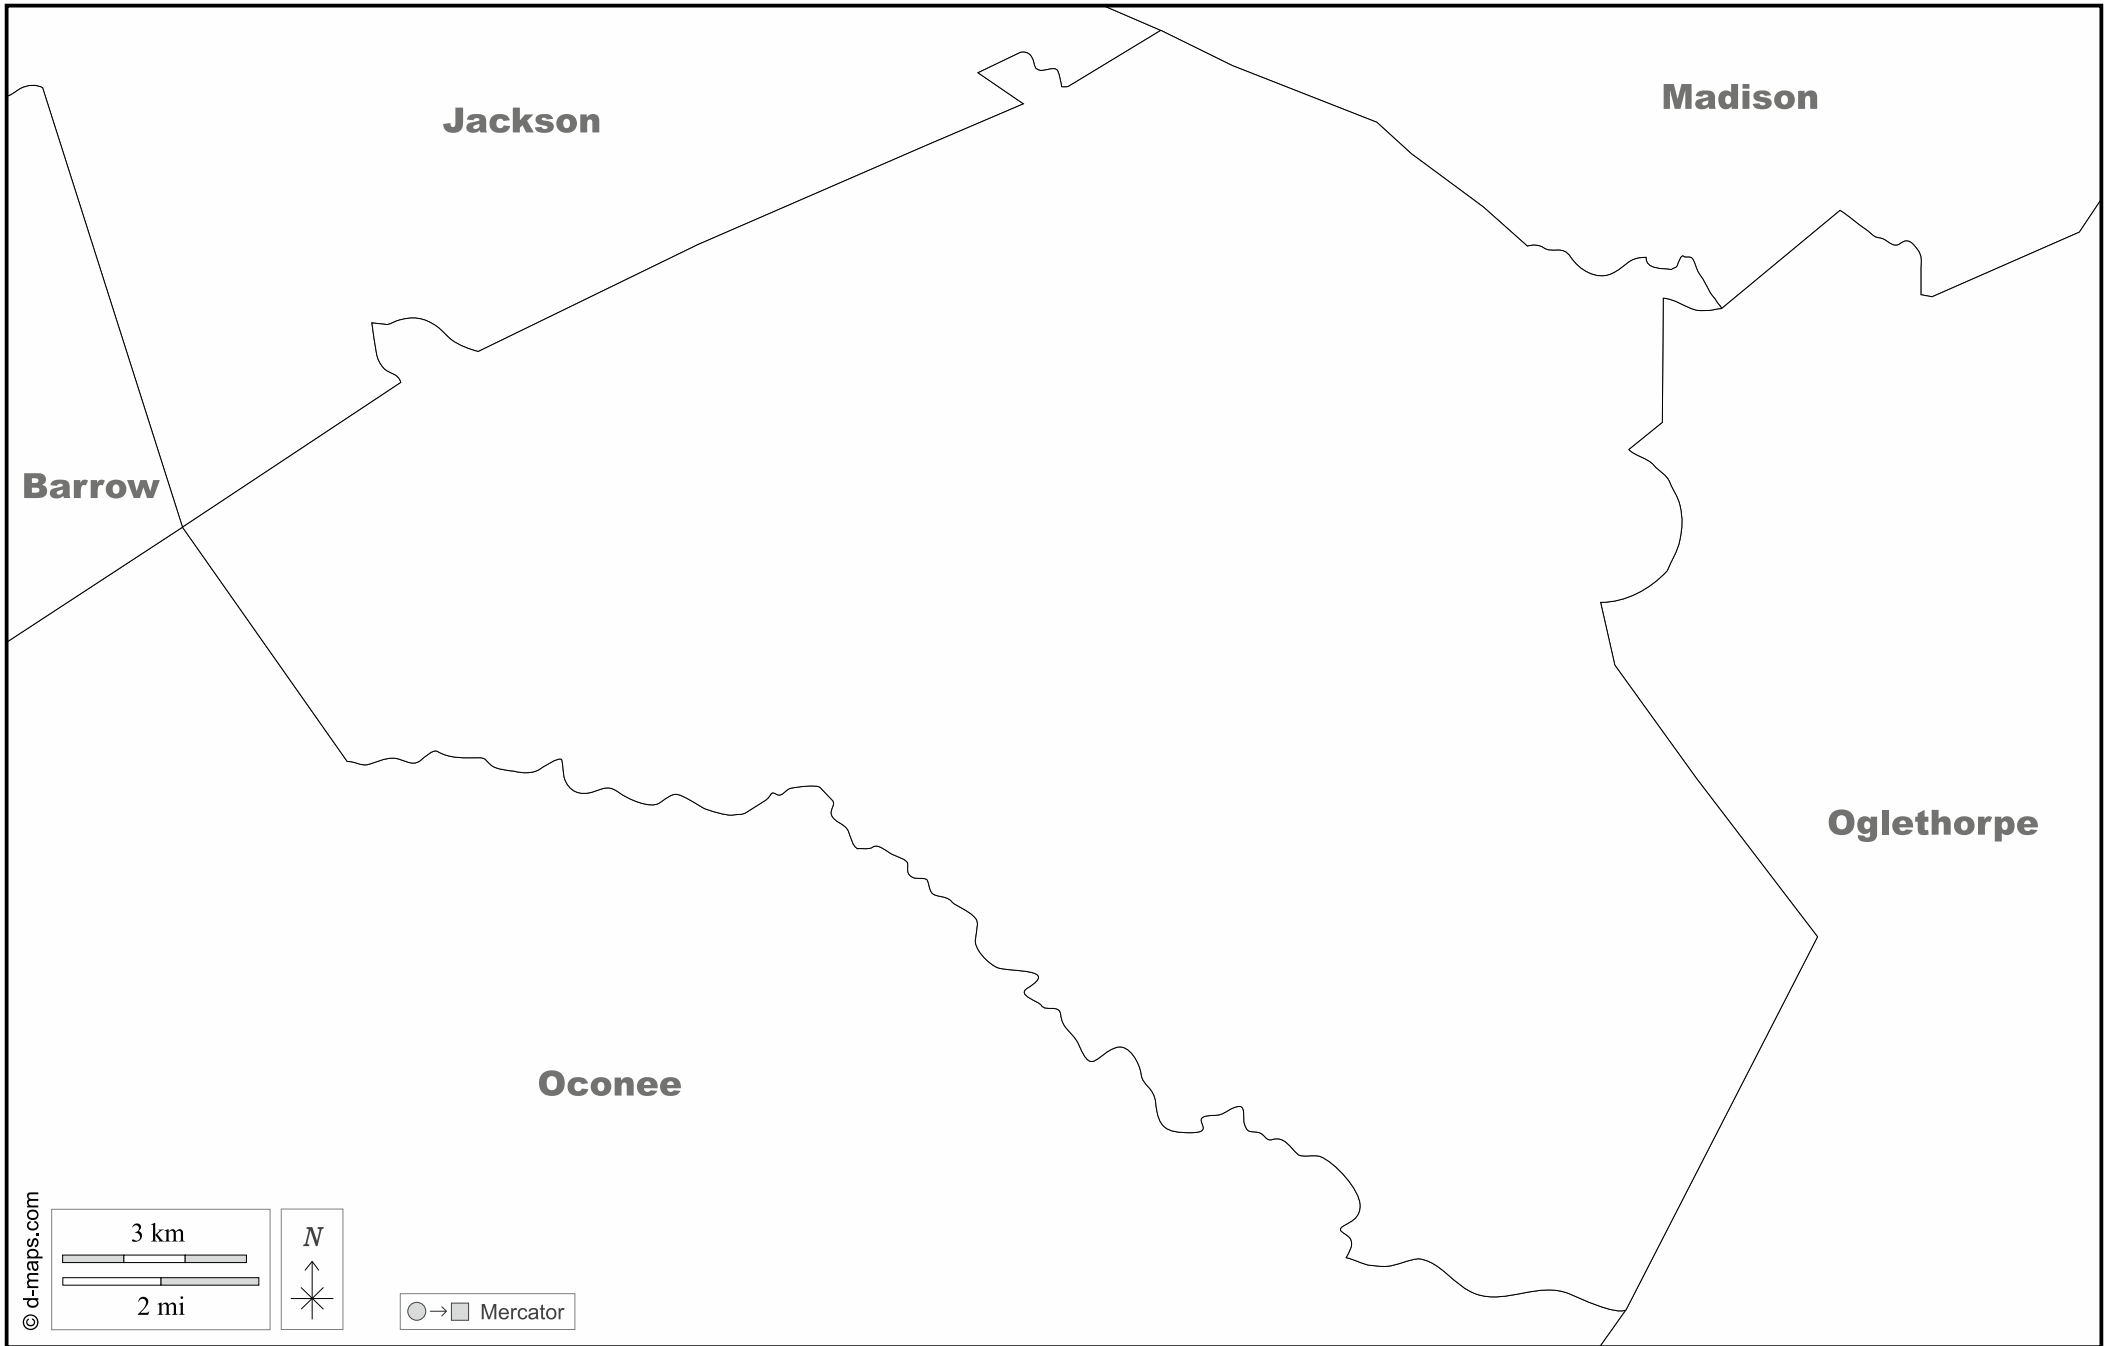 Madison
Jackson
Barrow
Oglethorpe
Oconee
© d-maps.com
3 km
2 mi
N
Mercator